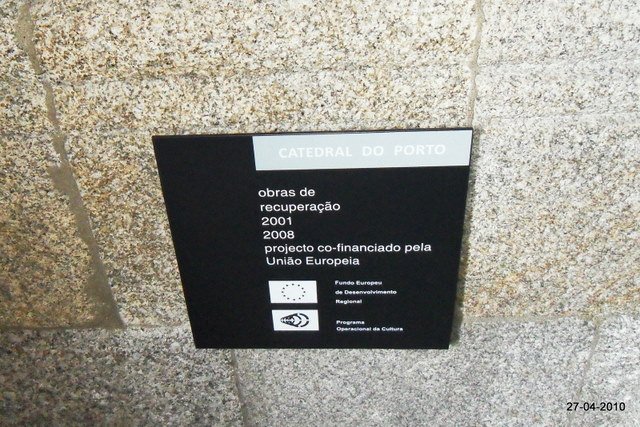 CATEDRAL DO PORTO
obras de
recuperação
2001
2008
projecto co-financiado pela
União Europeia
Fundo Europeu
de Desenvolvimento
Regional
Programa
Operacional da Cultura
27-04-2010